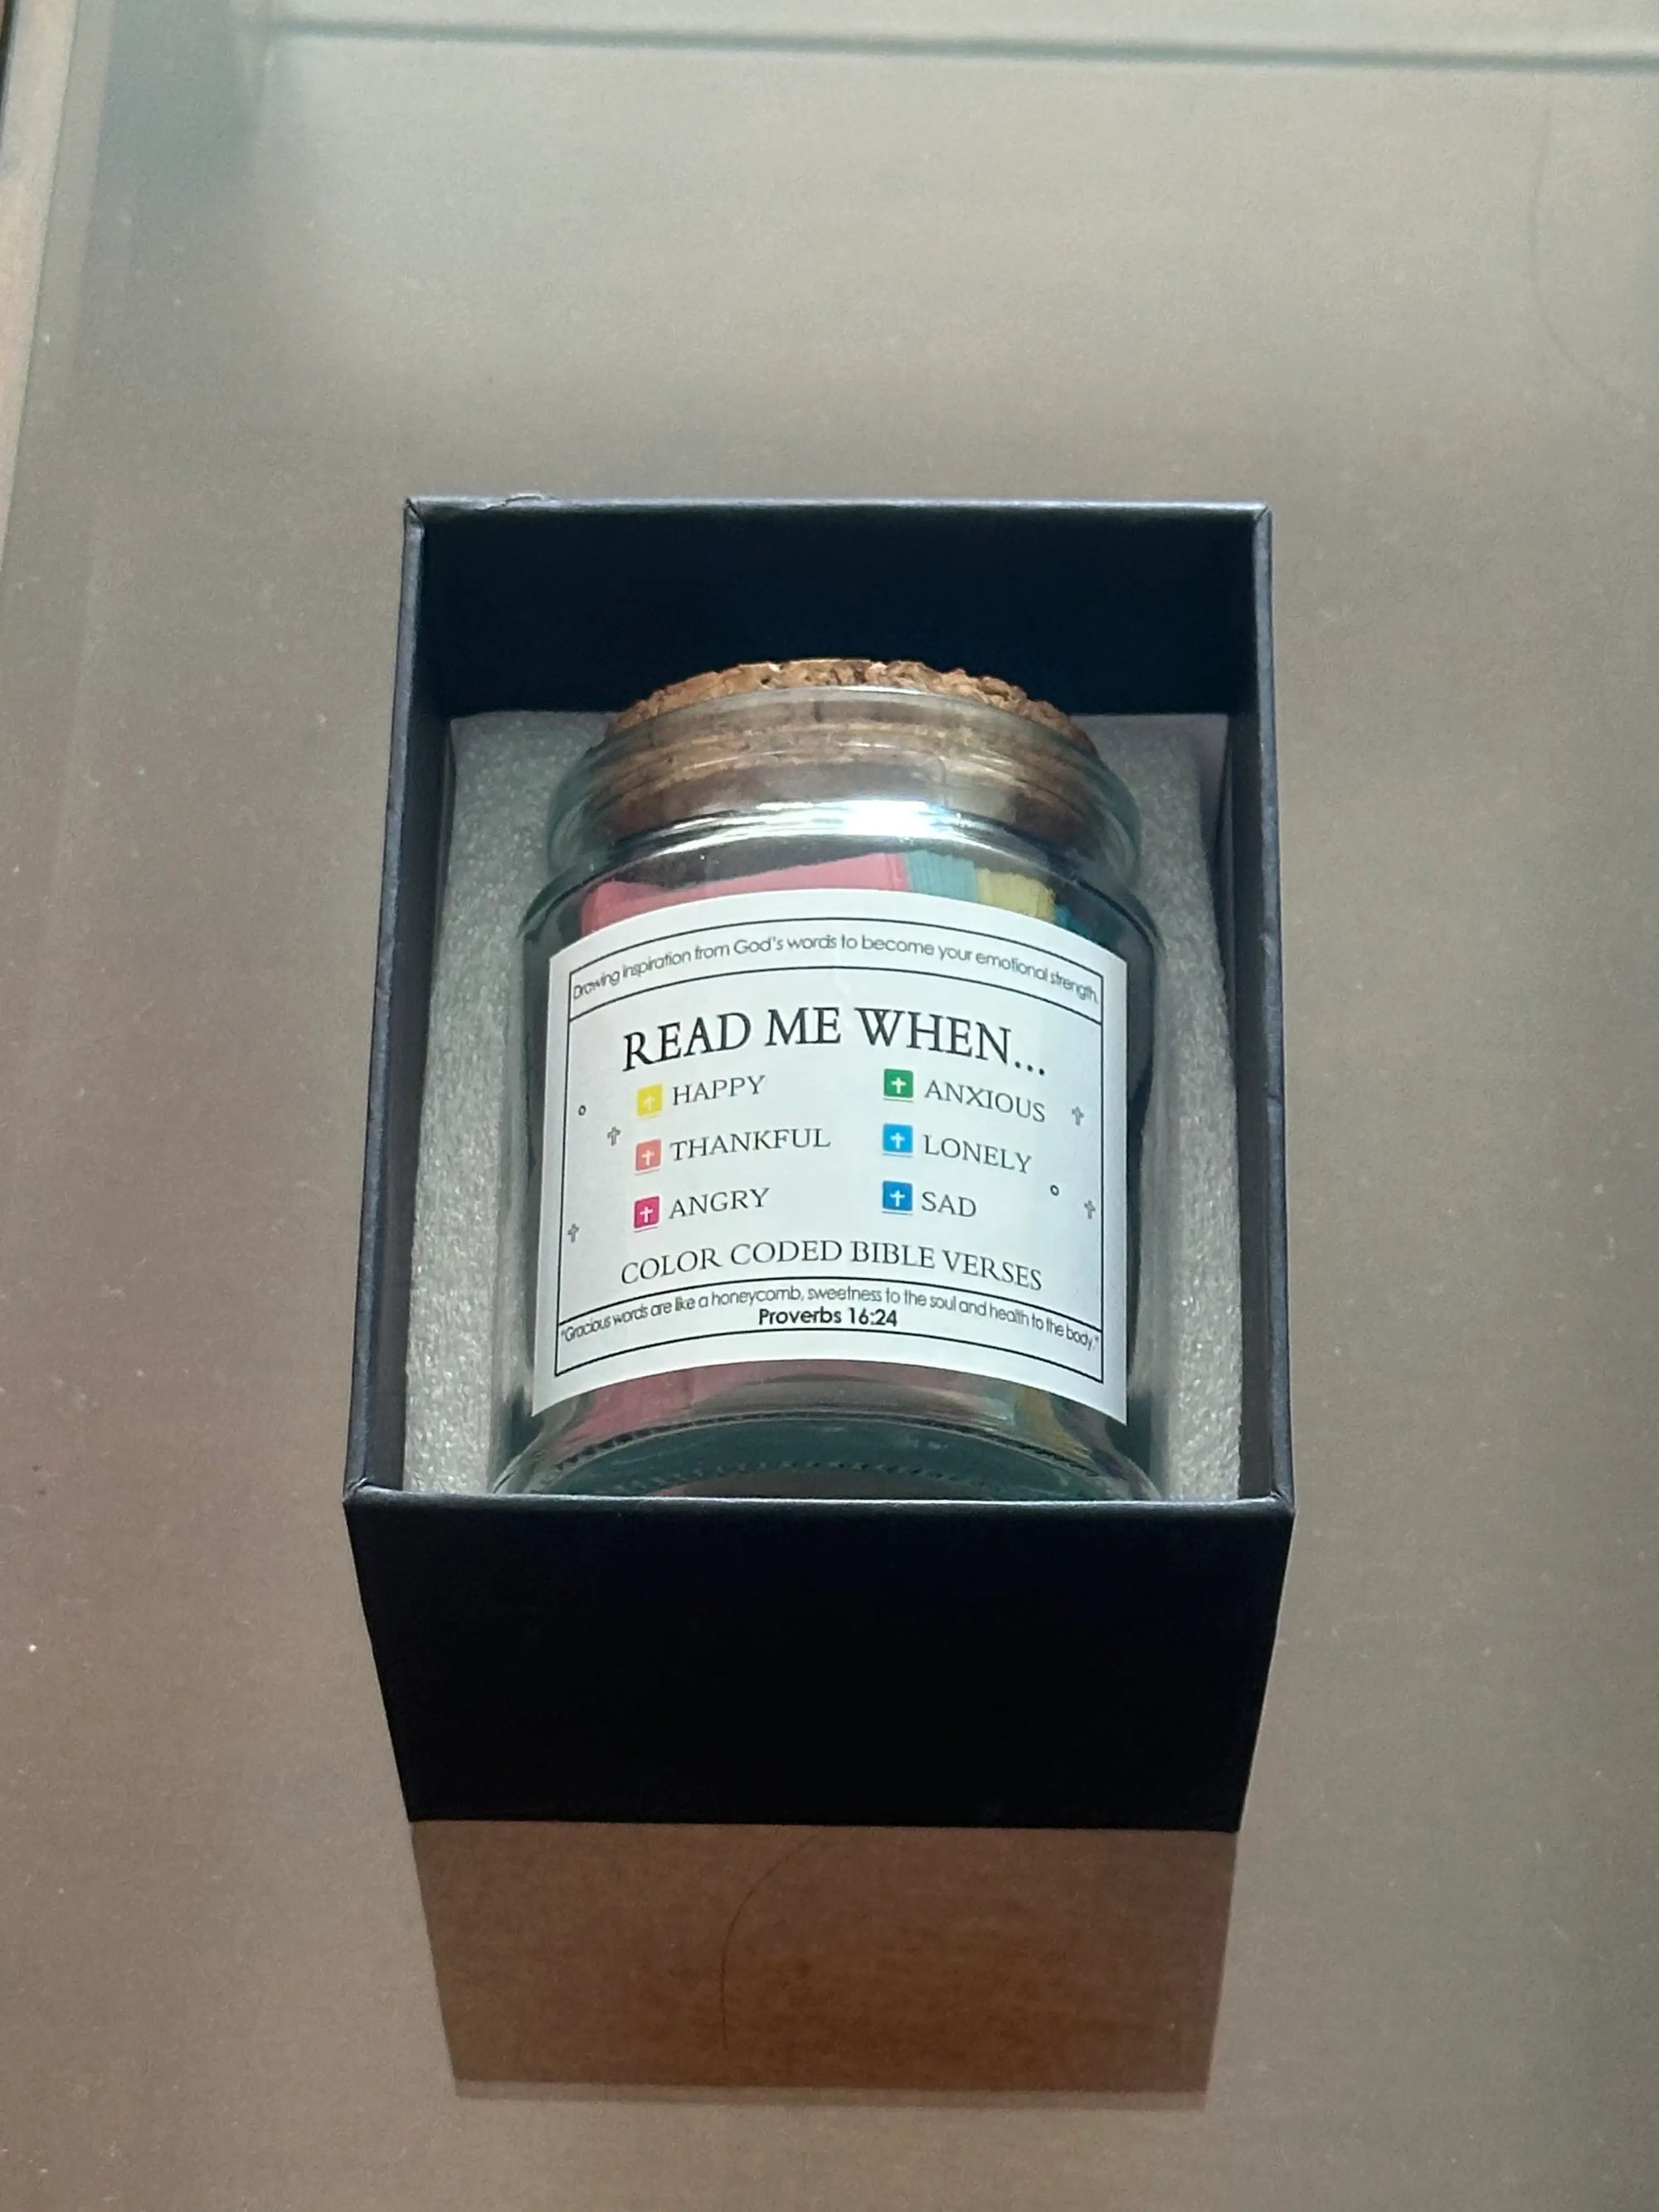 Drawing inspiration from God's words to become your emotional strength.
READ ME WHEN...
HAPPY
ANXIOUS
THANKFUL
LONELY
ANGRY
SAD
COLOR CODED BIBLE VERSES
"Gracious words are like a honeycomb, sweetness to the soul and health to the body."
Proverbs 16:24